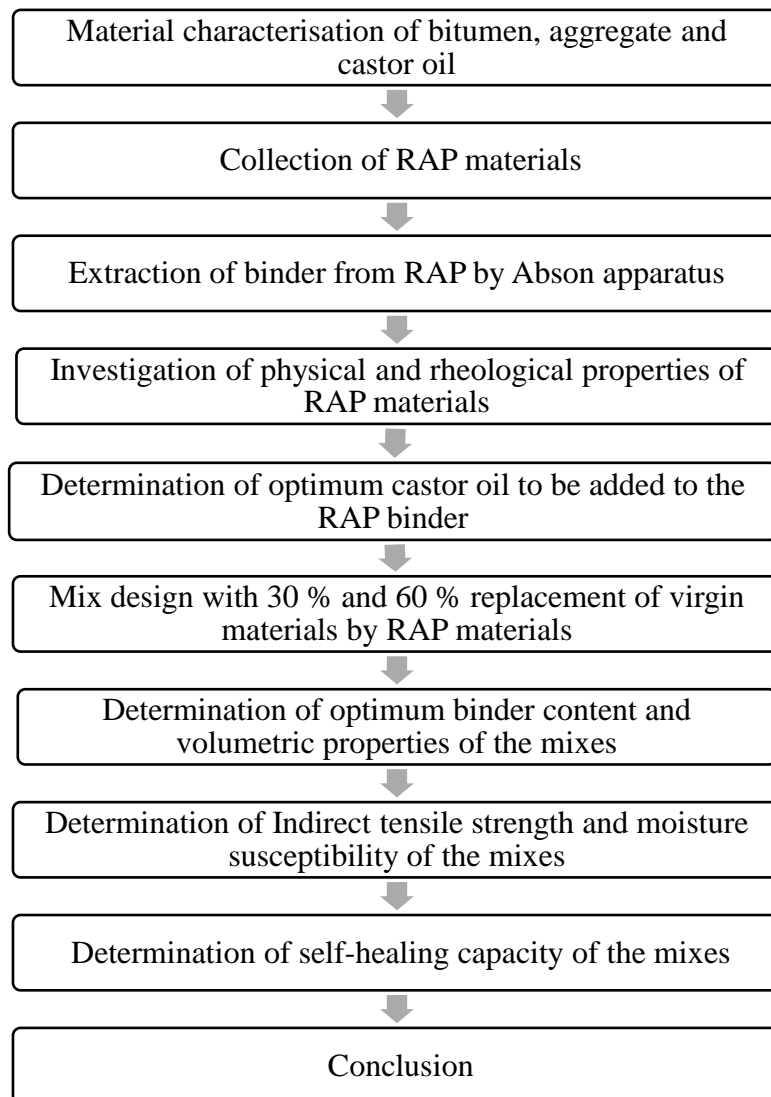 Material characterisation of bitumen, aggregate and
castor oil
Collection of RAP materials
Extraction of binder from RAP by Abson apparatus
Investigation of physical and rheological properties of
RAP materials
Determination of optimum castor oil to be added to the
RAP binder
Mix design with 30 % and 60 % replacement of virgin
materials by RAP materials
Determination of optimum binder content and
volumetric properties of the mixes
Determination of Indirect tensile strength and moisture
susceptibility of the mixes
Determination of self-healing capacity of the mixes
Conclusion